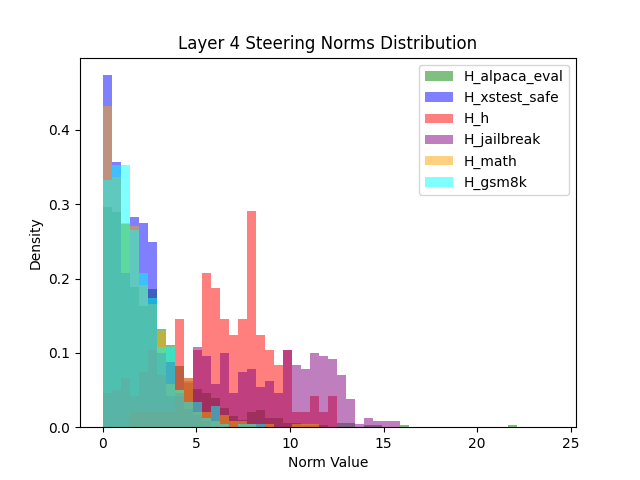 Layer 4 Steering Norms Distribution
H_alpaca_eval
H_xstest_safe
H_h
H_jailbreak
H_math
H_gsm8k
Density
0.4
0.3
0.2
0.1
0.0
0
5
10
15
20
25
Norm Value